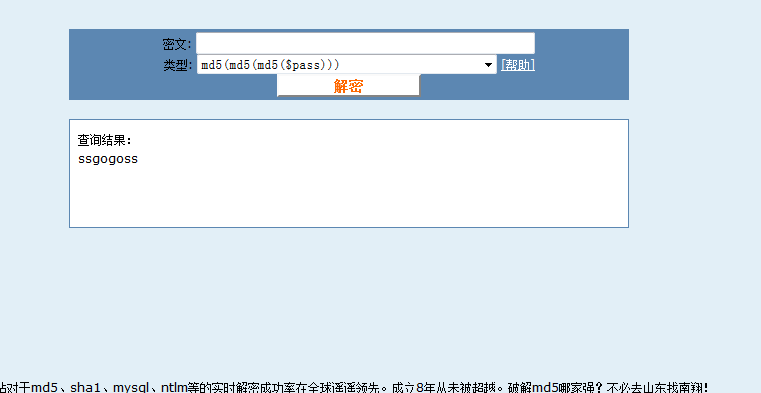 密文:
类型: md5(md5(md5($pass))) [帮助]
解密
查询结果:
ssgogoss
站对于md5、sha1、mysql、ntlm等的实时解密成功率在全球遥遥领先。成立8年从未被超越。破解md5哪家强?不必去山东找南翔!